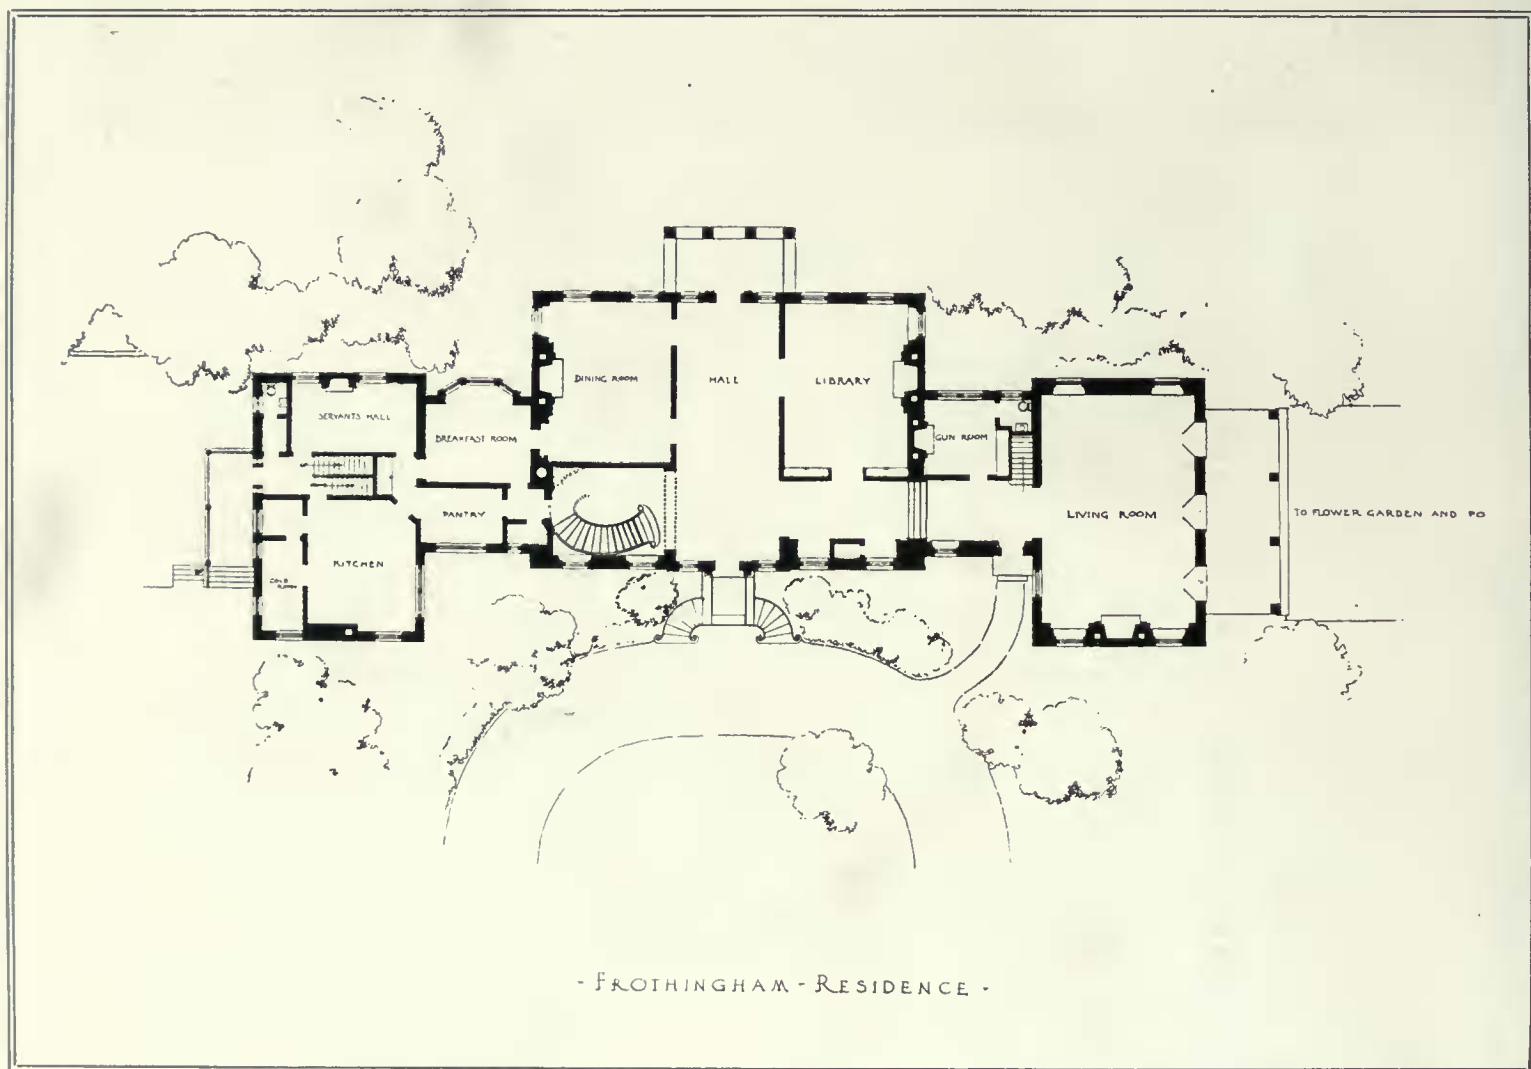 DINING ROOM
HALL
LIBRARY
SERVANTS HALL
BREAKFAST ROOM
GUN ROOM
PANTRY
LIVING ROOM
TO FLOWER GARDEN AND PO
KITCHEN
COLD ROOM
- FROTHINGHAM - RESIDENCE -